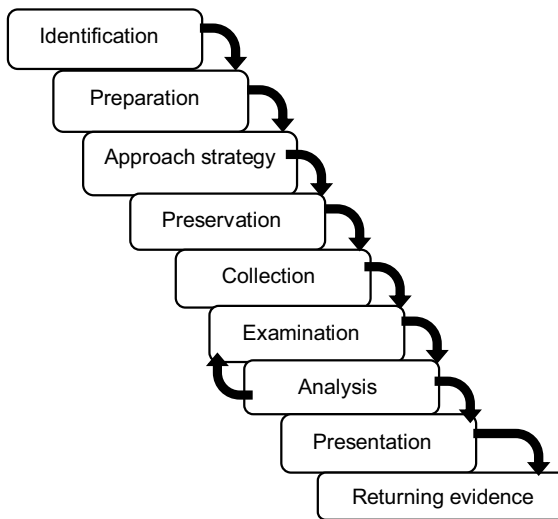 Identification
Preparation
Approach strategy
Preservation
Collection
Examination
Analysis
Presentation
Returning evidence